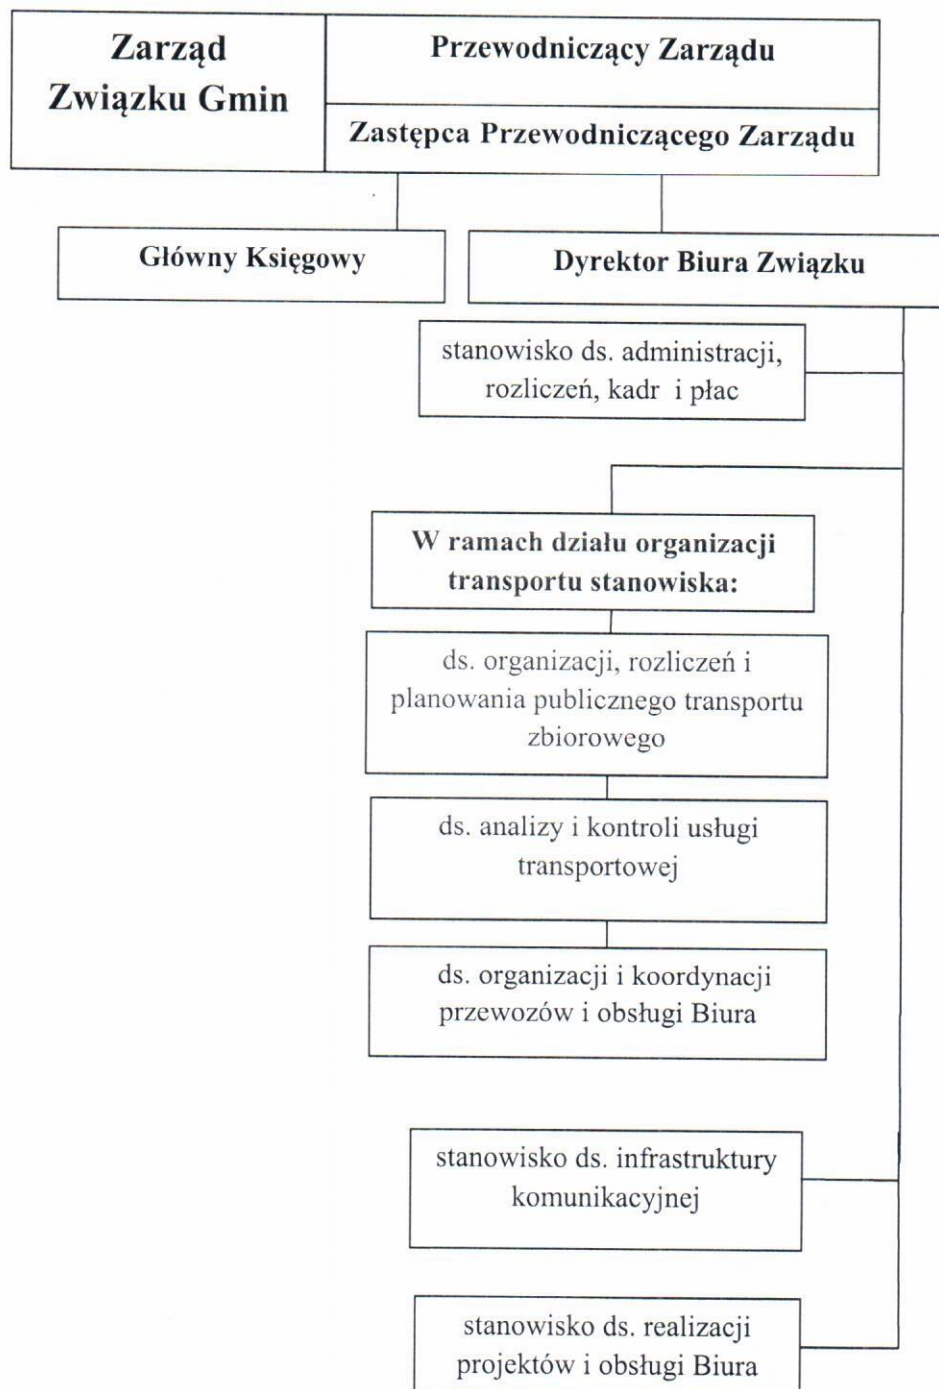 Zarząd
Związku Gmin
Przewodniczący Zarządu
Zastępca Przewodniczącego Zarządu
Główny Księgowy
Dyrektor Biura Związku
stanowisko ds. administracji,
rozliczeń, kadr i płac
W ramach działu organizacji
transportu stanowiska:
ds. organizacji, rozliczeń i
planowania publicznego transportu
zbiorowego
ds. analizy i kontroli usługi
transportowej
ds. organizacji i koordynacji
przewozów i obsługi Biura
stanowisko ds. infrastruktury
komunikacyjnej
stanowisko ds. realizacji
projektów i obsługi Biura